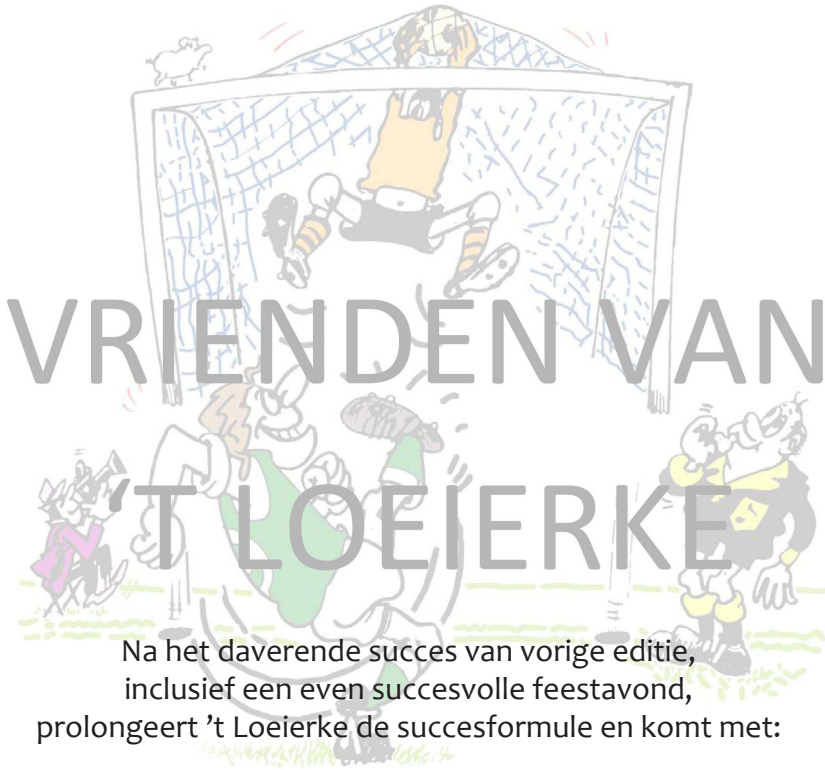 VRIENDEN VAN
‘T LOEIERKE
Na het daverende succes van vorige editie,
inclusief een even succesvolle feestavond,
prolongeert ’t Loeierke de succesformule en komt met: